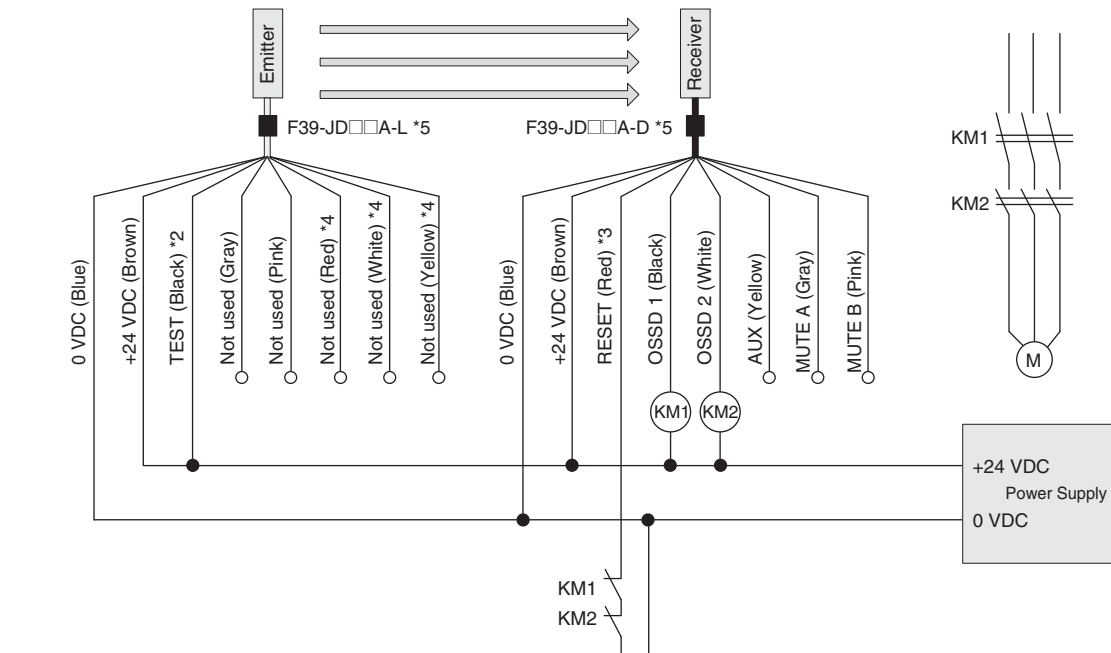 Emitter
Receiver
F39-JD□□A-L *5
F39-JD□□A-D *5
KM1
KM2
M
0 VDC (Blue)
+24 VDC (Brown)
TEST (Black) *2
Not used (Gray)
Not used (Pink)
Not used (Red) *4
Not used (White) *4
Not used (Yellow) *4
0 VDC (Blue)
+24 VDC (Brown)
RESET (Red) *3
OSSD 1 (Black)
OSSD 2 (White)
AUX (Yellow)
MUTE A (Gray)
MUTE B (Pink)
KM1
KM2
+24 VDC
Power Supply
0 VDC
KM1
KM2